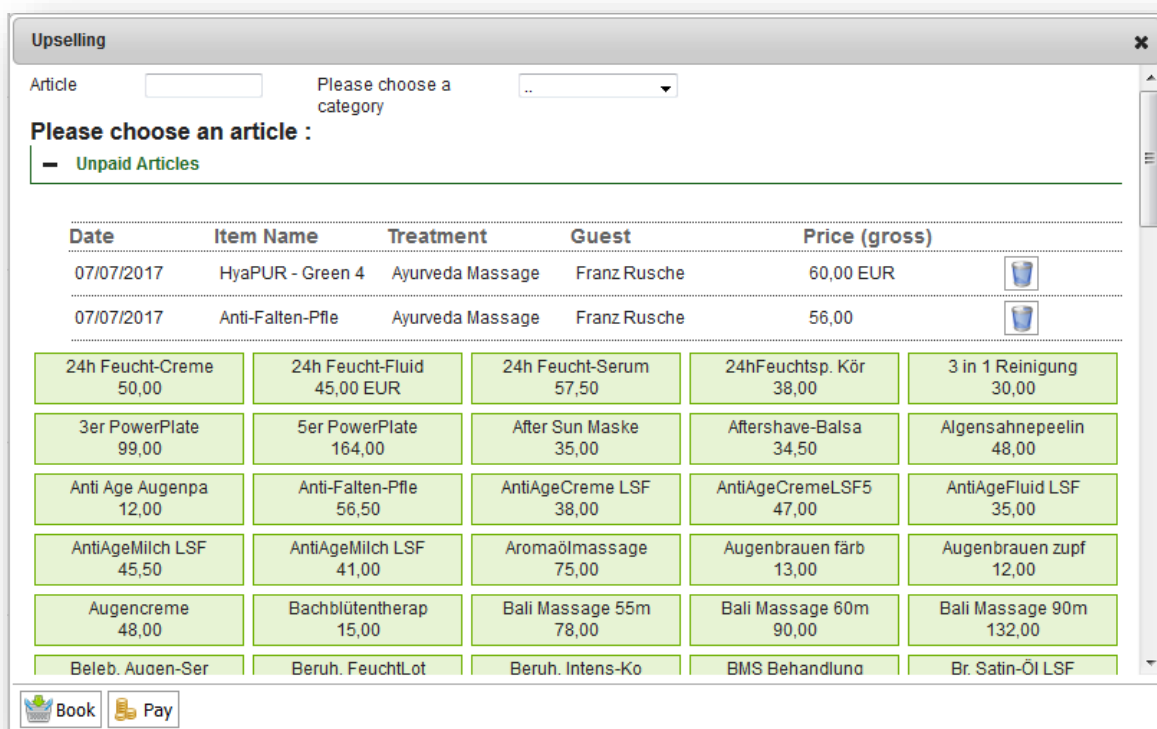 Upselling
Article
Please choose a category
..
Please choose an article :
Unpaid Articles
Date Item Name Treatment Guest Price (gross)
07/07/2017 HyaPUR - Green 4 Ayurveda Massage Franz Rusche 60,00 EUR
07/07/2017 Anti-Falten-Pfle Ayurveda Massage Franz Rusche 56,00
24h Feucht-Creme 24h Feucht-Fluid 24h Feucht-Serum 24hFeuchtsp. Kör 3 in 1 Reinigung
50,00 45,00 EUR 57,50 38,00 30,00
3er PowerPlate 5er PowerPlate After Sun Maske Aftershave-Balsa Algensahnepeelin
99,00 164,00 35,00 34,50 48,00
Anti Age Augenpa Anti-Falten-Pfle AntiAgeCreme LSF AntiAgeCremeLSF5 AntiAgeFluid LSF
12,00 56,50 38,00 47,00 35,00
AntiAgeMilch LSF AntiAgeMilch LSF Aromaölmassage Augenbrauen färb Augenbrauen zupf
45,50 41,00 75,00 13,00 12,00
Augencreme Bachblütentherap Bali Massage 55m Bali Massage 60m Bali Massage 90m
48,00 15,00 78,00 90,00 132,00
Beleb. Augen-Ser Beruh. FeuchtLot Beruh. Intens-Ko BMS Behandlung Br. Satin-Öl LSF
Book Pay